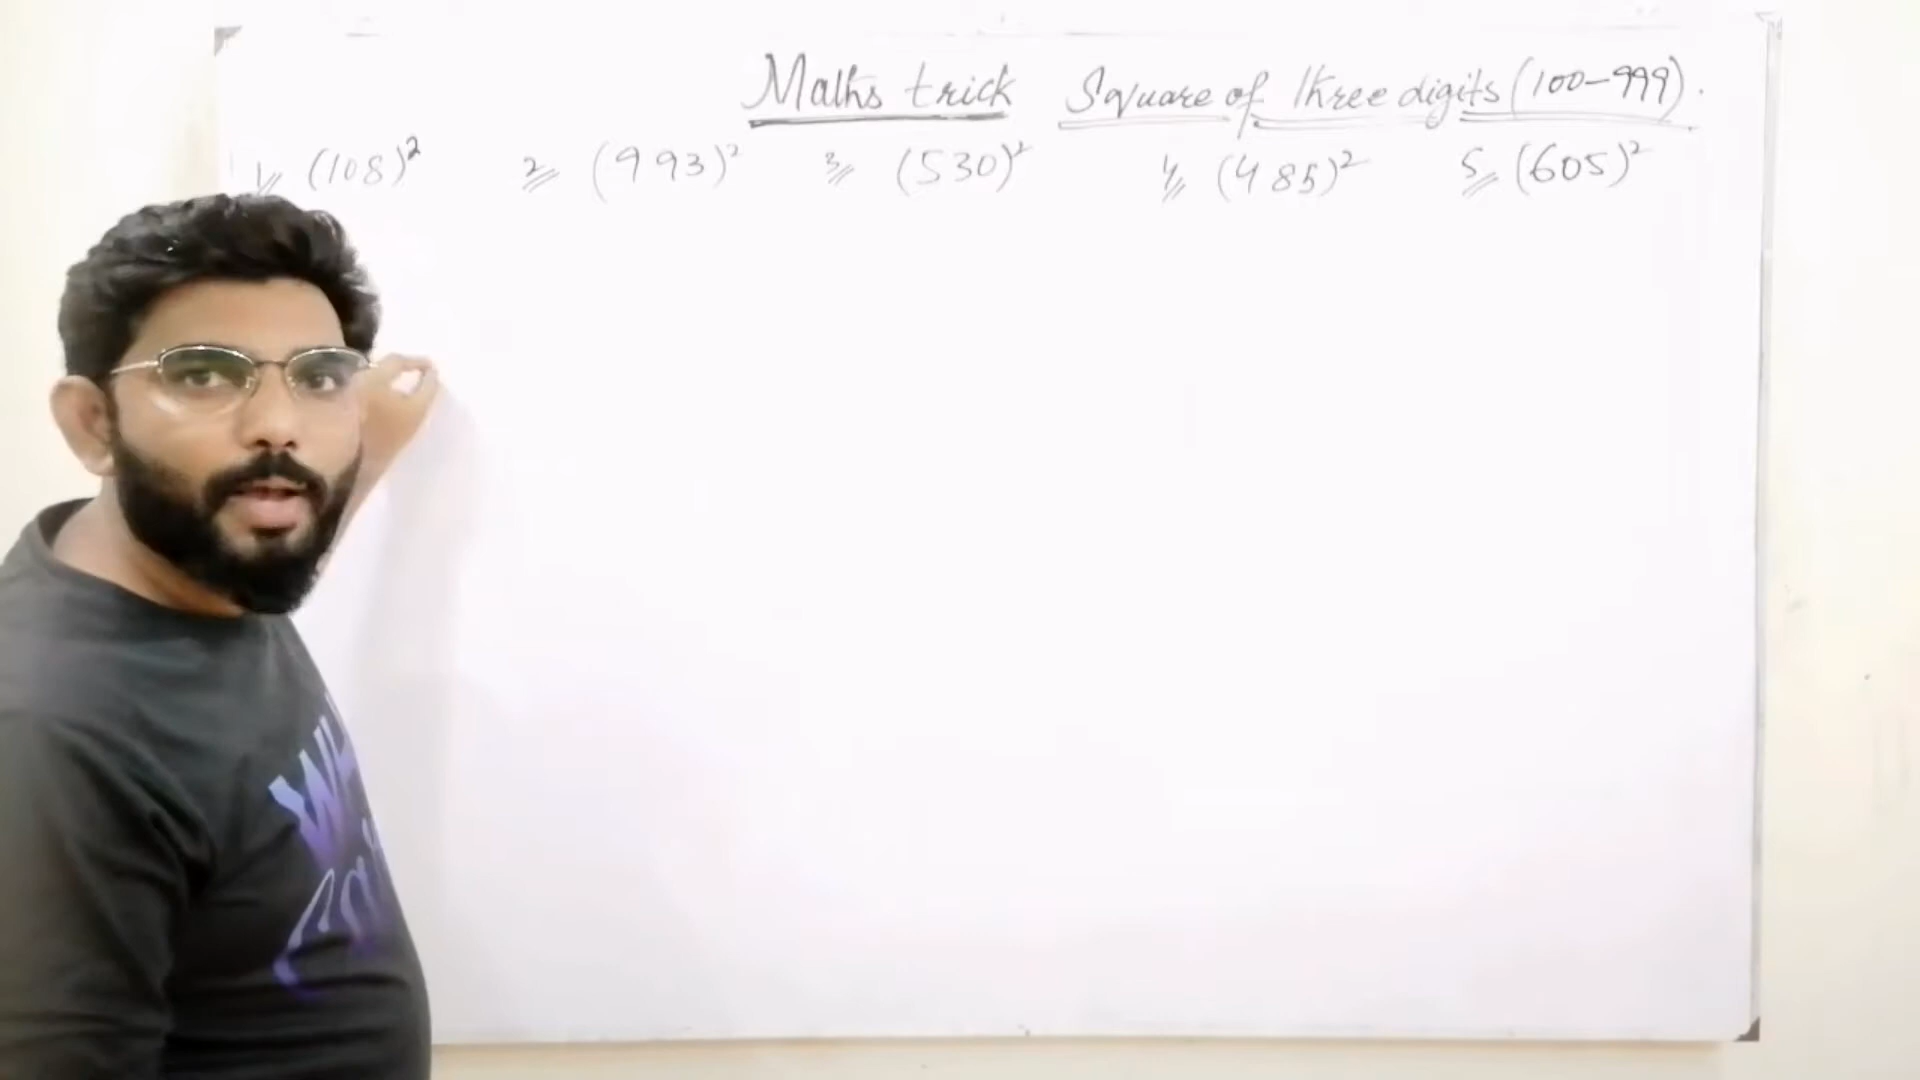 Maths trick Square of three digits (100-999).
1 (108)² 2 (993)² 3 (530)² 4 (485)² 5 (605)²